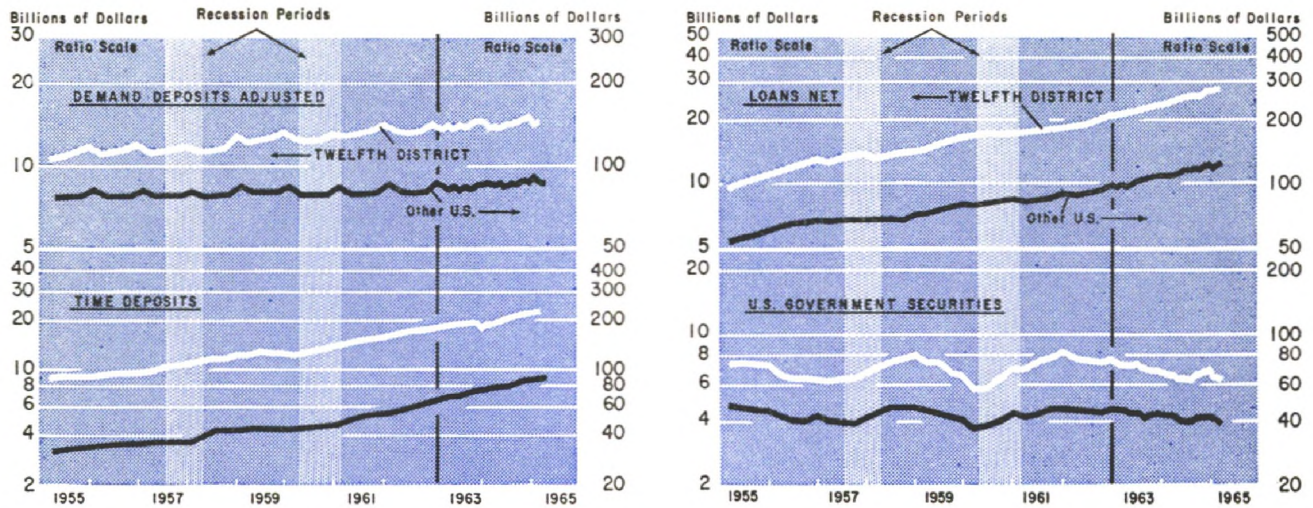 Billions of Dollars Recession Periods Billions of Dollars
30 Ratio Scale Ratio Scale 300
20 200
DEMAND DEPOSITS ADJUSTED
TWELFTH DISTRICT
10 100
Other U.S.
5 50
40 400
30 TIME DEPOSITS 300
20 200
10 100
8 80
6 60
4 40
2 20
1955 1957 1959 1961 1963 1965
Billions of Dollars Recession Periods Billions of Dollars
50 Ratio Scale Ratio Scale 500
40 400
30 300
LOANS NET TWELFTH DISTRICT
20 200
10 100
Other U.S.
5 50
20 200
U.S. GOVERNMENT SECURITIES
10 100
8 80
6 60
4 40
2 20
1955 1957 1959 1961 1963 1965